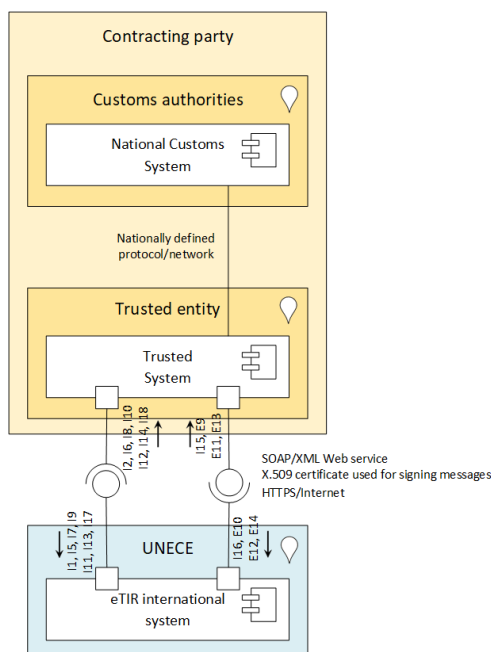 Contracting party
Customs authorities
National Customs
System
Nationally defined
protocol/network
Trusted entity
Trusted
System
I2, I6, I8, I10
I12, I14, I18
I15, E9
E11, E13
SOAP/XML Web service
X.509 certificate used for signing messages
HTTPS/Internet
I1, I5, I7, I9
I11, I13, I17
UNECE
I16, E10
E12, E14
eTIR international
system